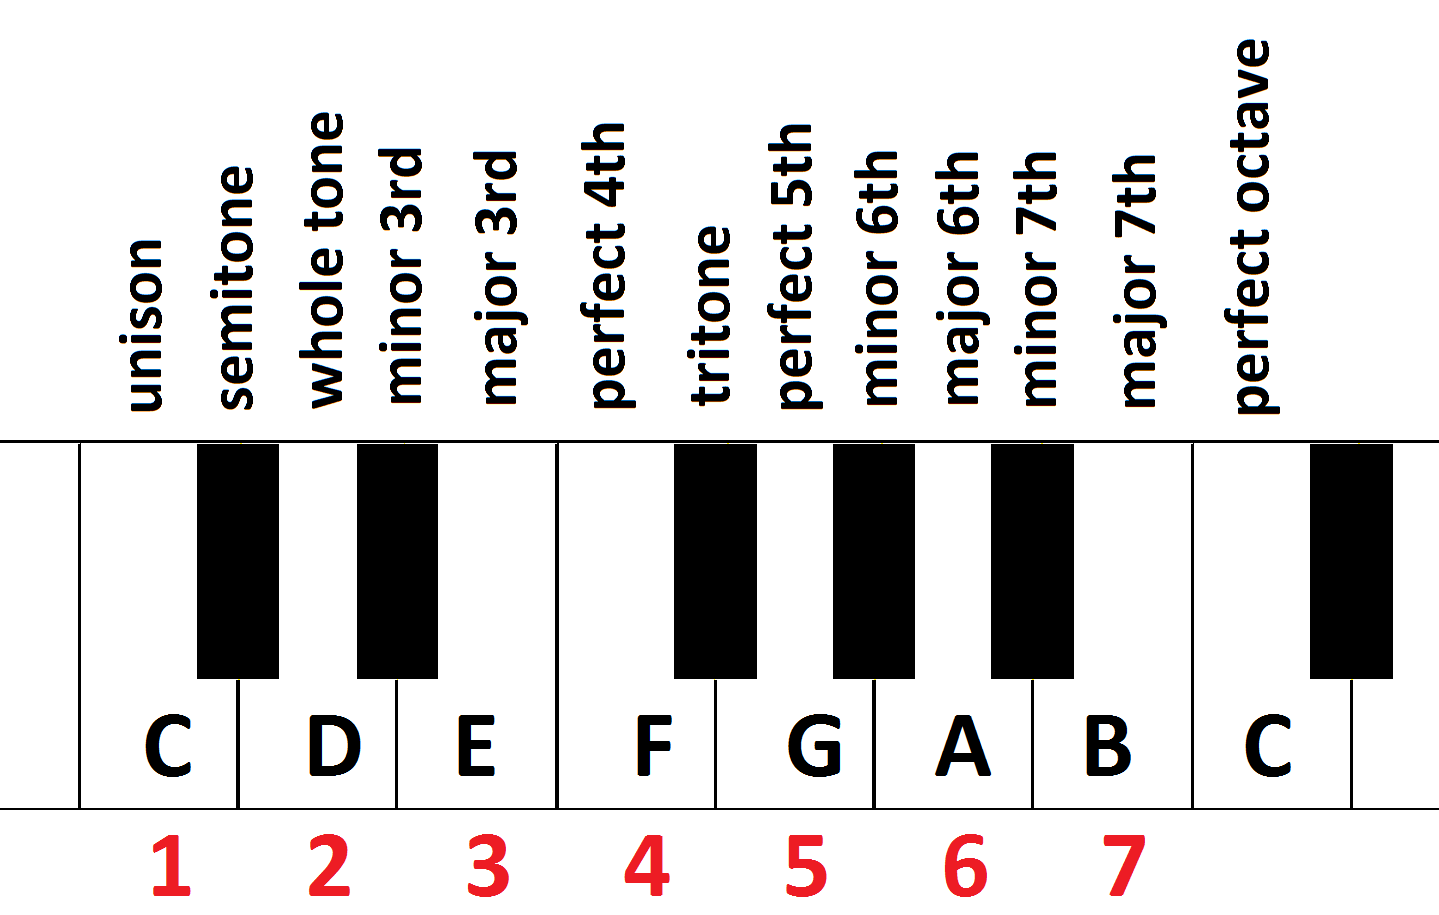 unison
semitone
whole tone
minor 3rd
major 3rd
perfect 4th
tritone
perfect 5th
minor 6th
major 6th
minor 7th
major 7th
perfect octave
C D E F G A B C
1 2 3 4 5 6 7